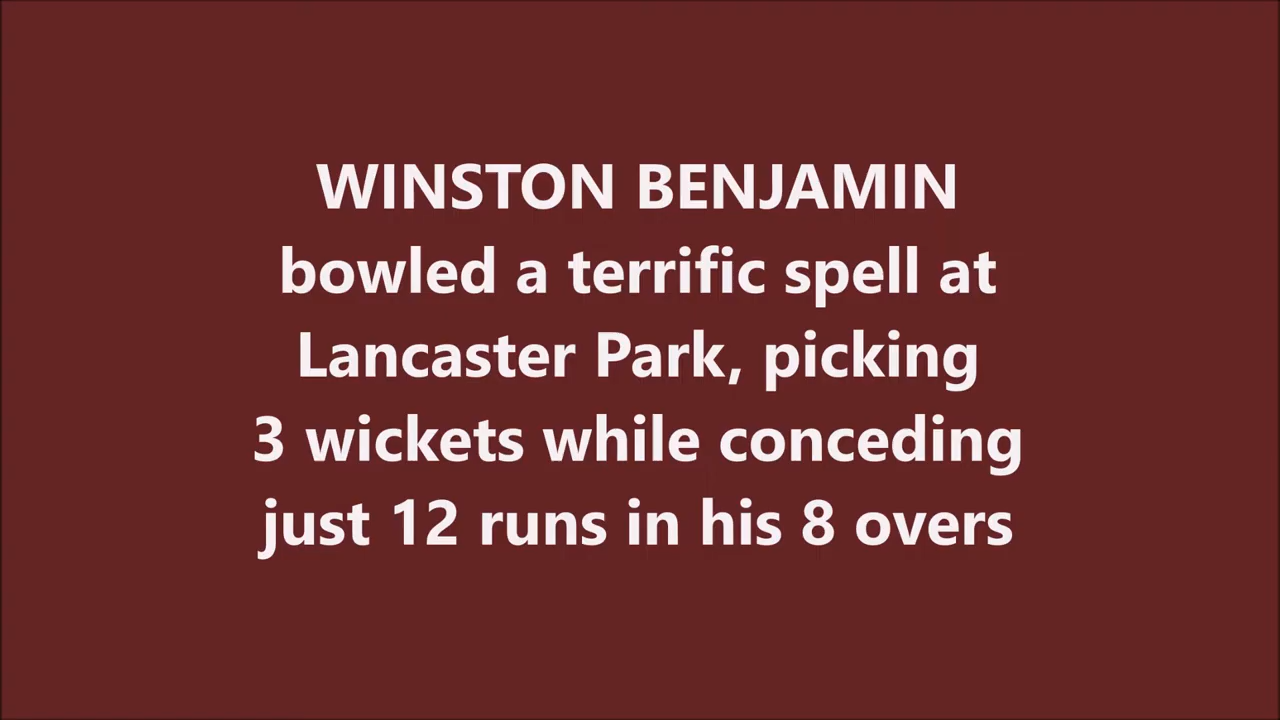 WINSTON BENJAMIN
bowled a terrific spell at
Lancaster Park, picking
3 wickets while conceding
just 12 runs in his 8 overs